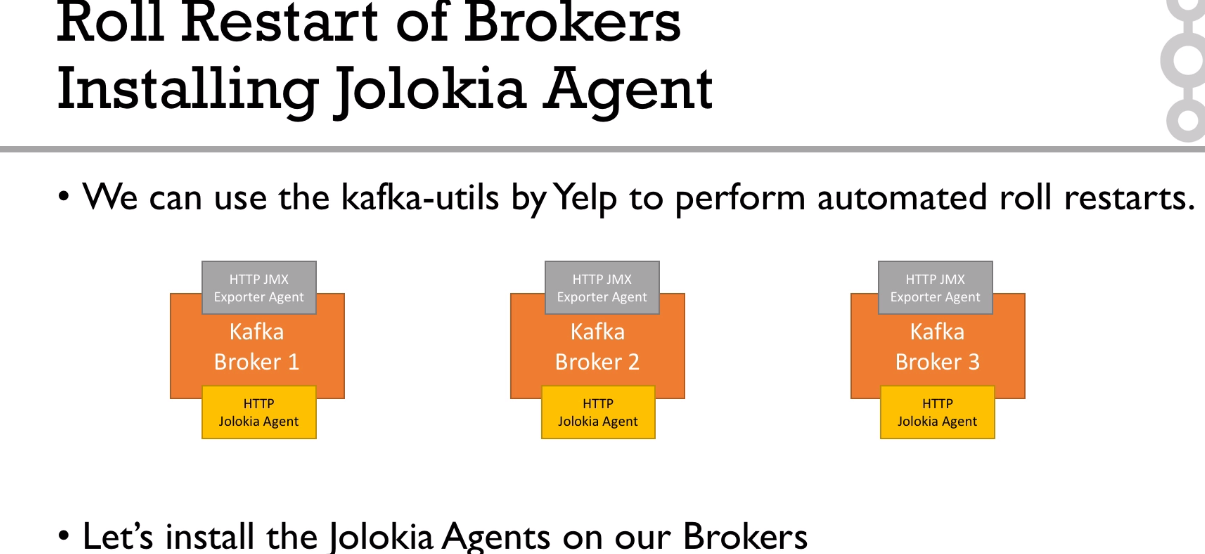 Roll Restart of Brokers
Installing Jolokia Agent
• We can use the kafka-utils by Yelp to perform automated roll restarts.
HTTP JMX
Exporter Agent
Kafka
Broker 1
HTTP
Jolokia Agent
HTTP JMX
Exporter Agent
Kafka
Broker 2
HTTP
Jolokia Agent
HTTP JMX
Exporter Agent
Kafka
Broker 3
HTTP
Jolokia Agent
• Let's install the Jolokia Agents on our Brokers